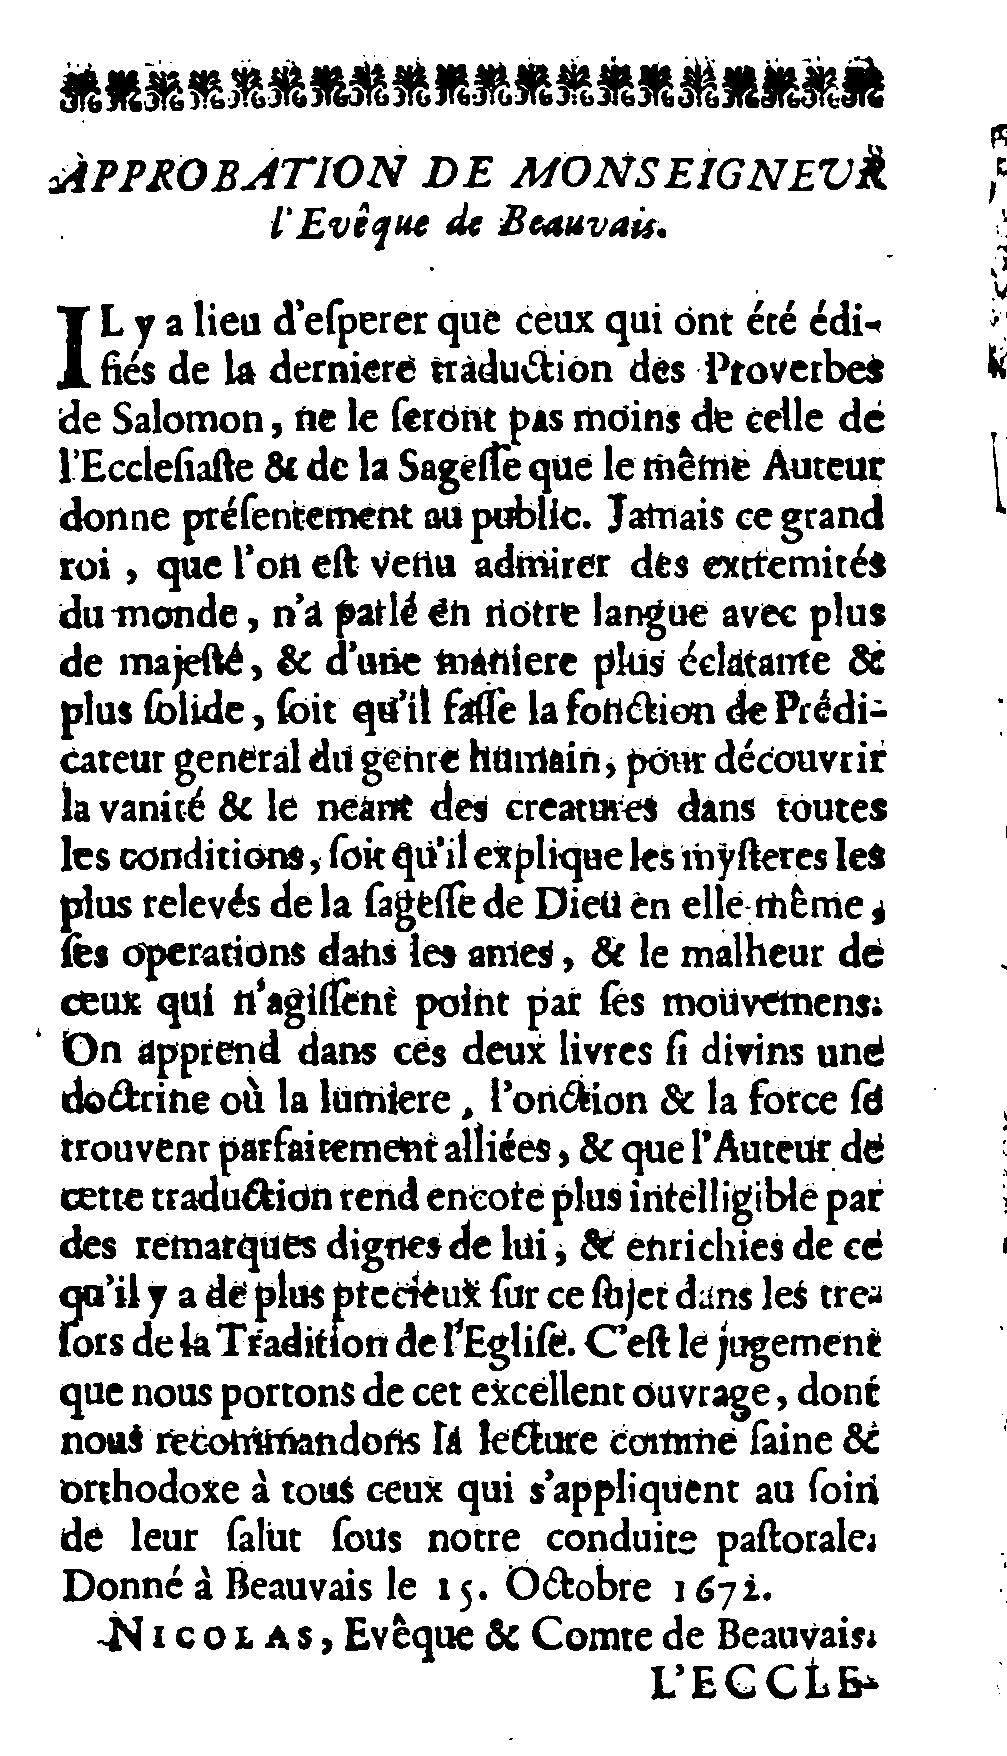 APPROBATION DE MONSEIGNEUR
l'Evêque de Beauvais.
IL y a lieu d'eſperer que ceux qui ont été édi-
fiés de la derniere traduction des Proverbes
de Salomon, ne le ſeront pas moins de celle de
l'Eccleſiaſte & de la Sageſſe que le même Auteur
donne préſentement au public. Jamais ce grand
roi , que l'on eſt venu admirer des extremités
du monde, n'a parlé en notre langue avec plus
de majeſté, & d'une maniere plus éclatante &
plus ſolide, ſoit qu'il faſſe la fonction de Prédi-
cateur general du genre humain, pour découvrir
la vanité & le neant des creatures dans toutes
les conditions, ſoit qu'il explique les myſteres les
plus relevés de la ſageſſe de Dieu en elle-même,
ſes operations dans les ames, & le malheur de
ceux qui n'agiſſent point par ſes mouvemens.
On apprend dans ces deux livres ſi divins une
doctrine où la lumiere, l'onction & la force ſe
trouvent parfaitement alliées, & que l'Auteur de
cette traduction rend encore plus intelligible par
des remarques dignes de lui, & enrichies de ce
qu'il y a de plus precieux ſur ce ſujet dans les tre-
ſors de la Tradition de l'Egliſe. C'eſt le jugement
que nous portons de cet excellent ouvrage, dont
nous recommandons la lecture comme ſaine &
orthodoxe à tous ceux qui s'appliquent au ſoin
de leur ſalut ſous notre conduite paſtorale.
Donné à Beauvais le 15. Octobre 1672.
NICOLAS, Evêque & Comte de Beauvais.
L'ECCLE-